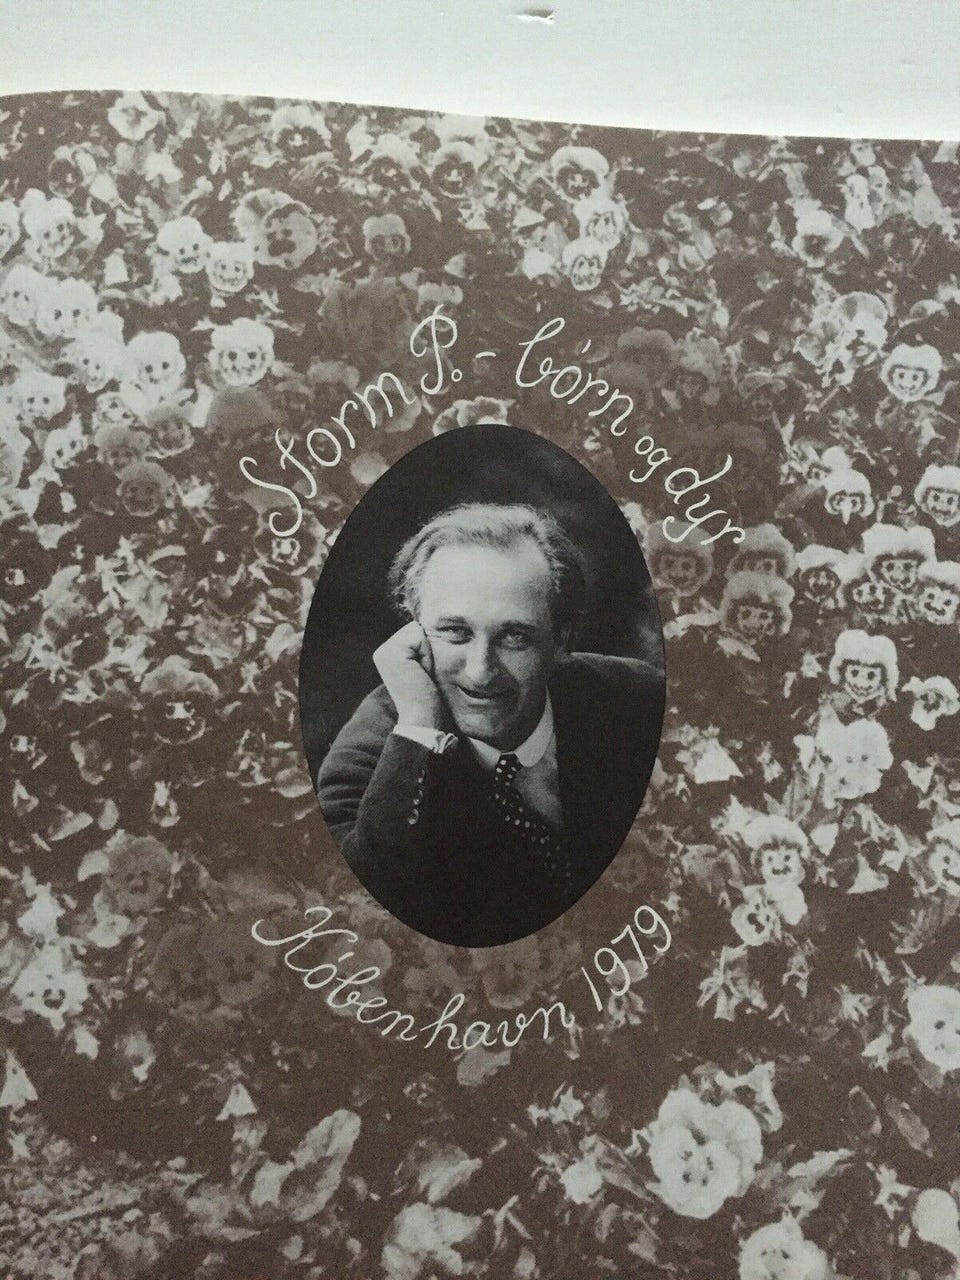 Storm P. - børn og dyr
København 1979